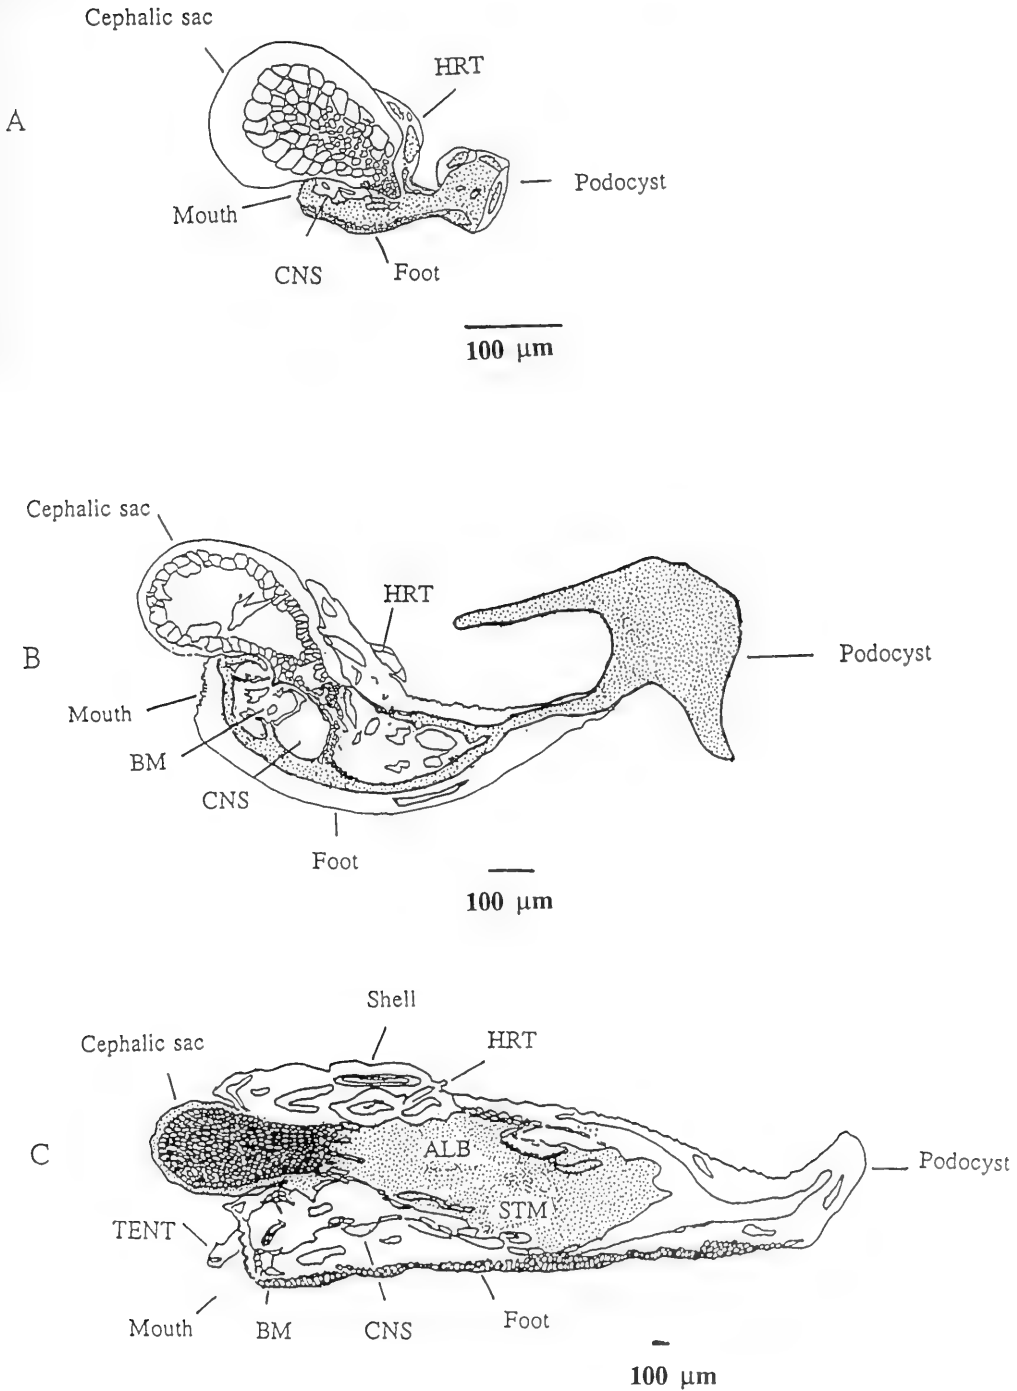 Cephalic sac
HRT
A
Podocyst
Mouth
CNS
Foot
100 μm
Cephalic sac
HRT
B
Podocyst
Mouth
BM
CNS
Foot
100 μm
Shell
Cephalic sac
HRT
C
ALB
Podocyst
STM
TENT
Mouth
BM
CNS
Foot
100 μm